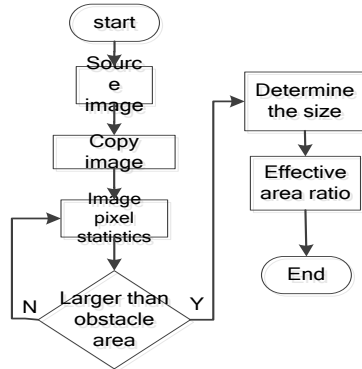 start
Sourc
e
image
Copy
image
Image
pixel
statistics
N
Larger than
obstacle
area
Y
Determine
the size
Effective
area ratio
End